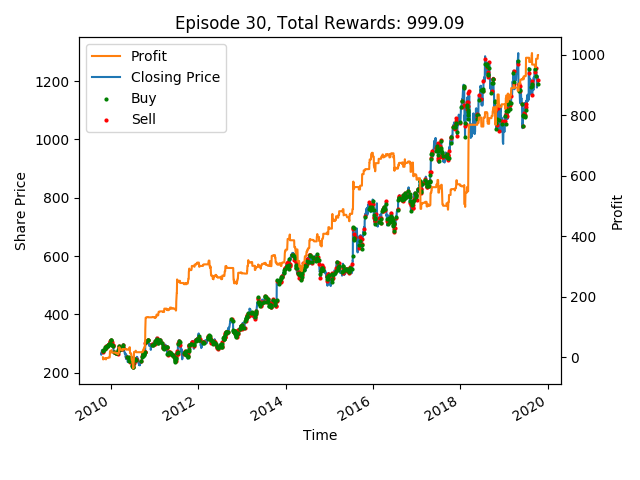 Episode 30, Total Rewards: 999.09
Profit
Closing Price
Buy
Sell
1200
1000
800
600
400
200
Share Price
1000
800
600
400
200
0
Profit
2010
2012
2014
2016
2018
2020
Time